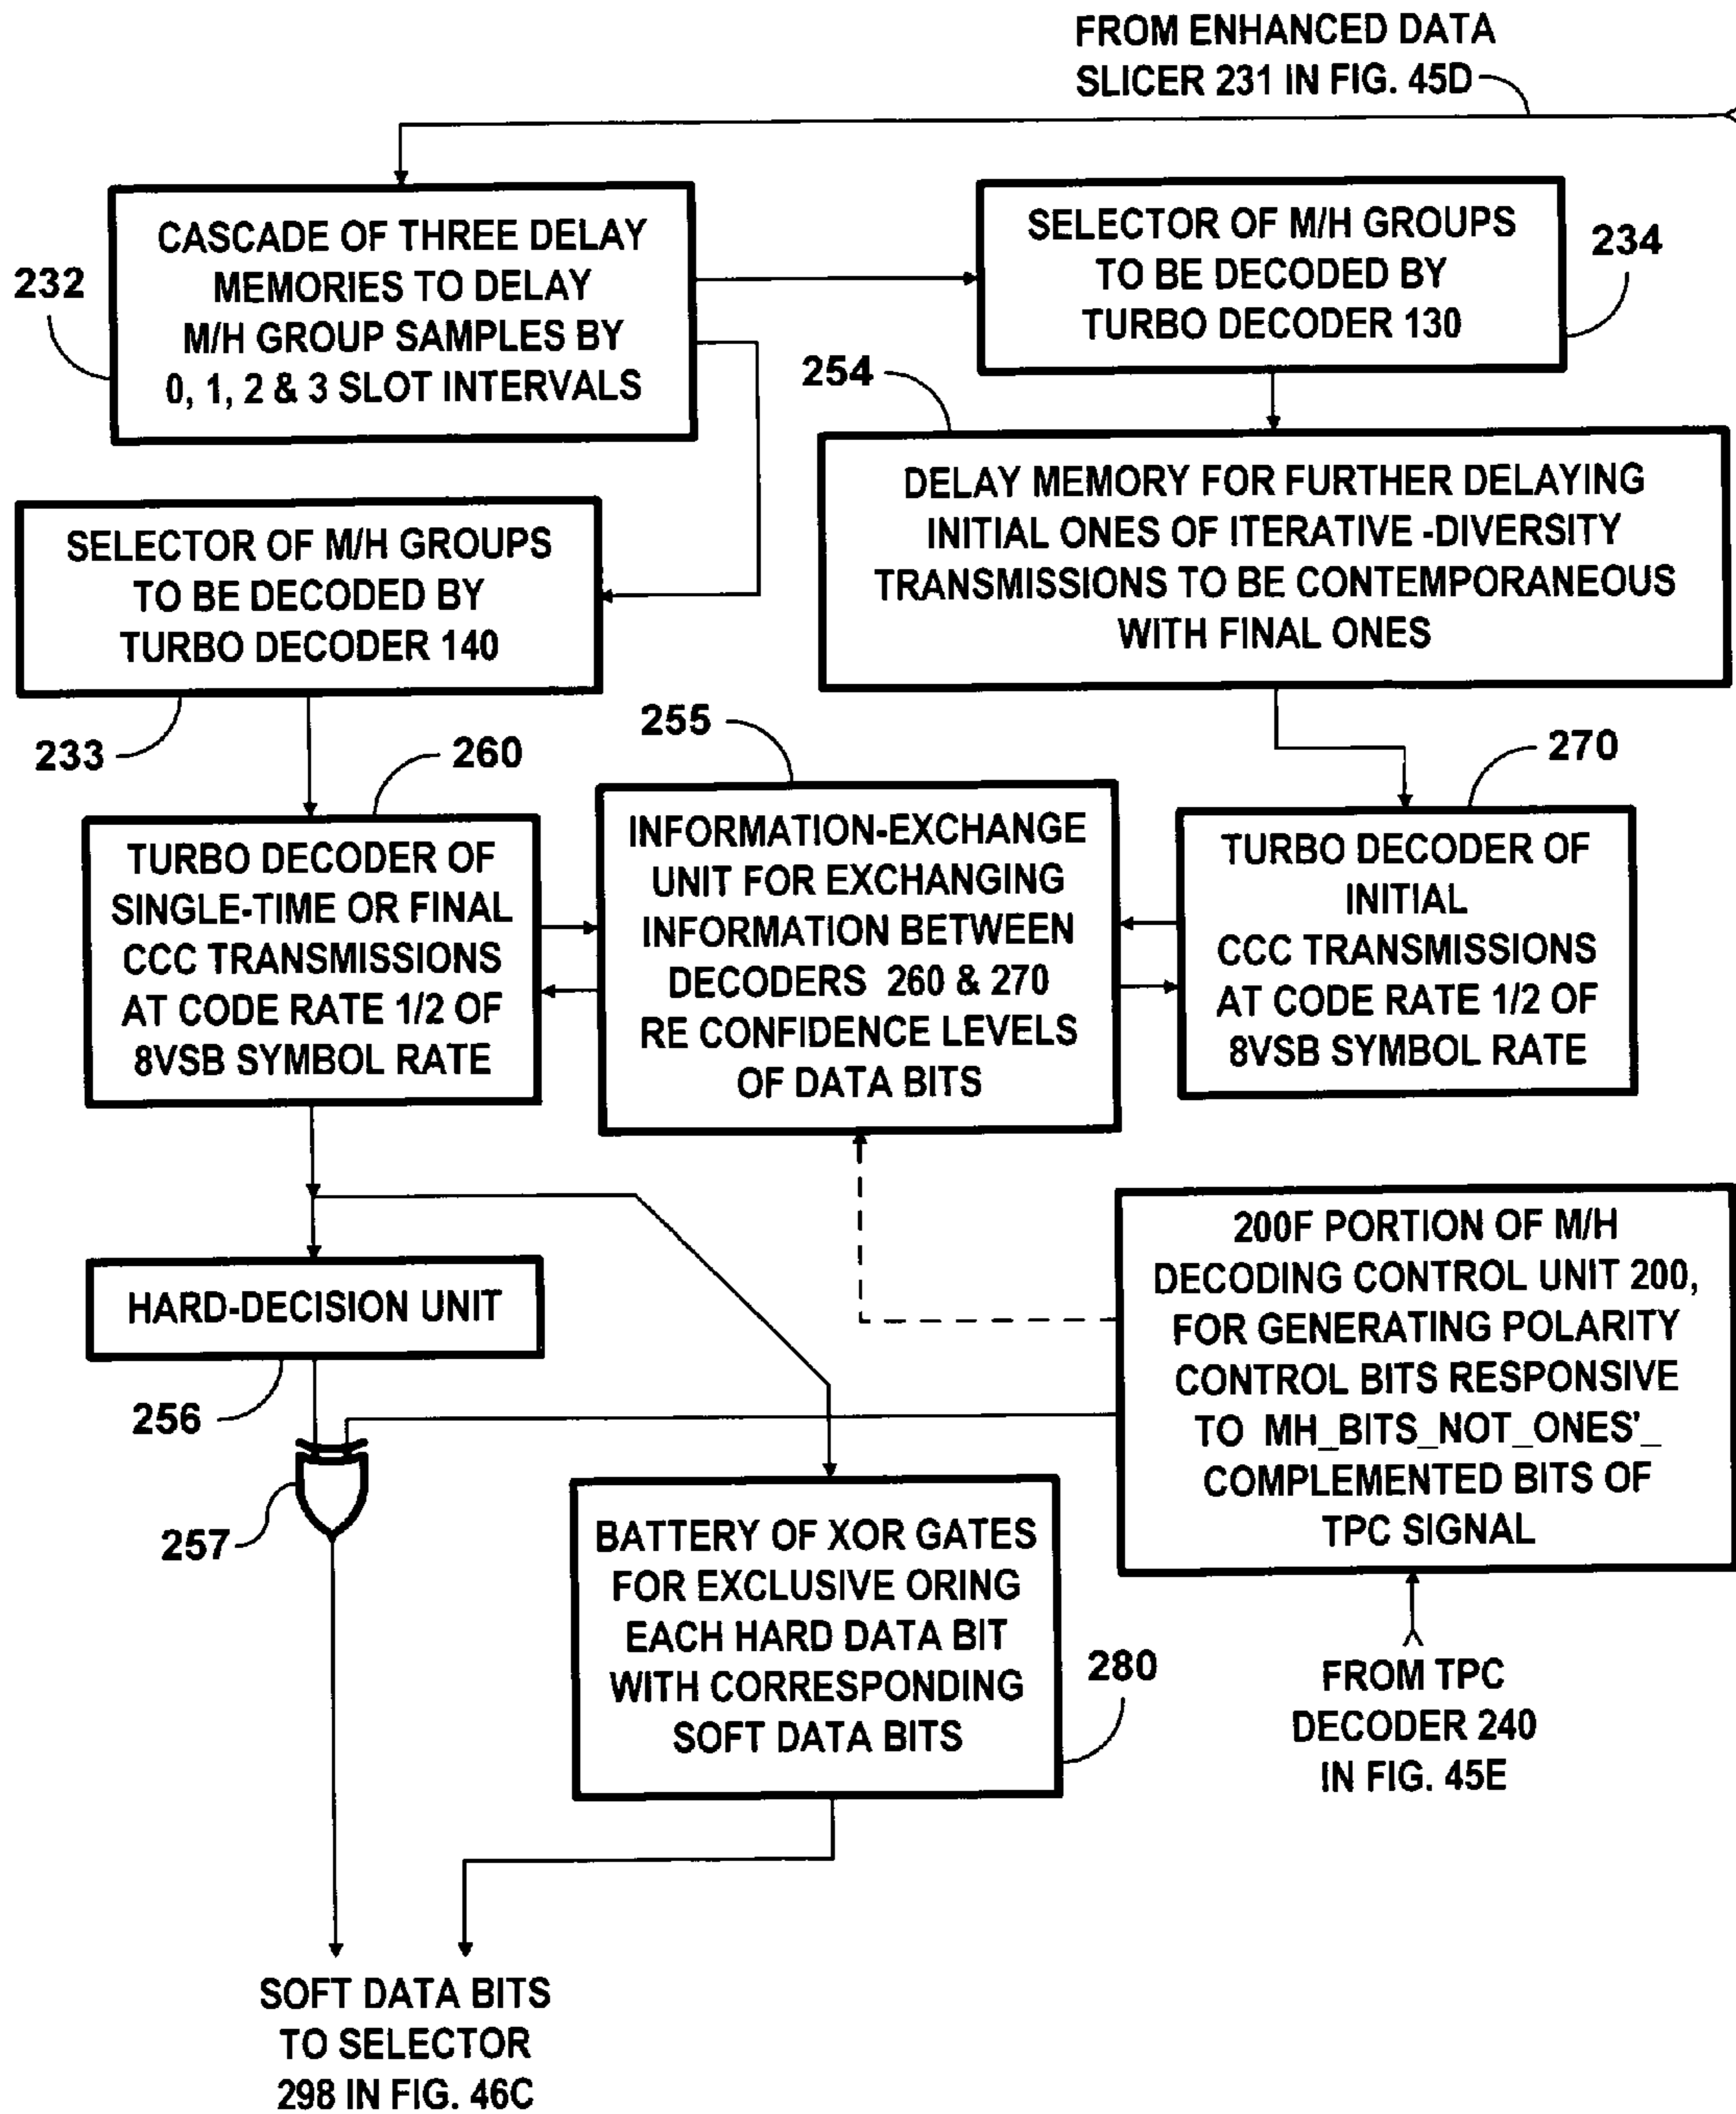 FROM ENHANCED DATA
SLICER 231 IN FIG. 45D
CASCADE OF THREE DELAY
MEMORIES TO DELAY
M/H GROUP SAMPLES BY
0, 1, 2 & 3 SLOT INTERVALS
232
SELECTOR OF M/H GROUPS
TO BE DECODED BY
TURBO DECODER 130
234
254
DELAY MEMORY FOR FURTHER DELAYING
INITIAL ONES OF ITERATIVE -DIVERSITY
TRANSMISSIONS TO BE CONTEMPORANEOUS
WITH FINAL ONES
SELECTOR OF M/H GROUPS
TO BE DECODED BY
TURBO DECODER 140
233
260
255
270
TURBO DECODER OF
SINGLE-TIME OR FINAL
CCC TRANSMISSIONS
AT CODE RATE 1/2 OF
8VSB SYMBOL RATE
INFORMATION-EXCHANGE
UNIT FOR EXCHANGING
INFORMATION BETWEEN
DECODERS 260 & 270
RE CONFIDENCE LEVELS
OF DATA BITS
TURBO DECODER OF
INITIAL
CCC TRANSMISSIONS
AT CODE RATE 1/2 OF
8VSB SYMBOL RATE
HARD-DECISION UNIT
256
257
200F PORTION OF M/H
DECODING CONTROL UNIT 200,
FOR GENERATING POLARITY
CONTROL BITS RESPONSIVE
TO MH_BITS_NOT_ONES'_
COMPLEMENTED BITS OF
TPC SIGNAL
BATTERY OF XOR GATES
FOR EXCLUSIVE ORING
EACH HARD DATA BIT
WITH CORRESPONDING
SOFT DATA BITS
280
FROM TPC
DECODER 240
IN FIG. 45E
SOFT DATA BITS
TO SELECTOR
298 IN FIG. 46C